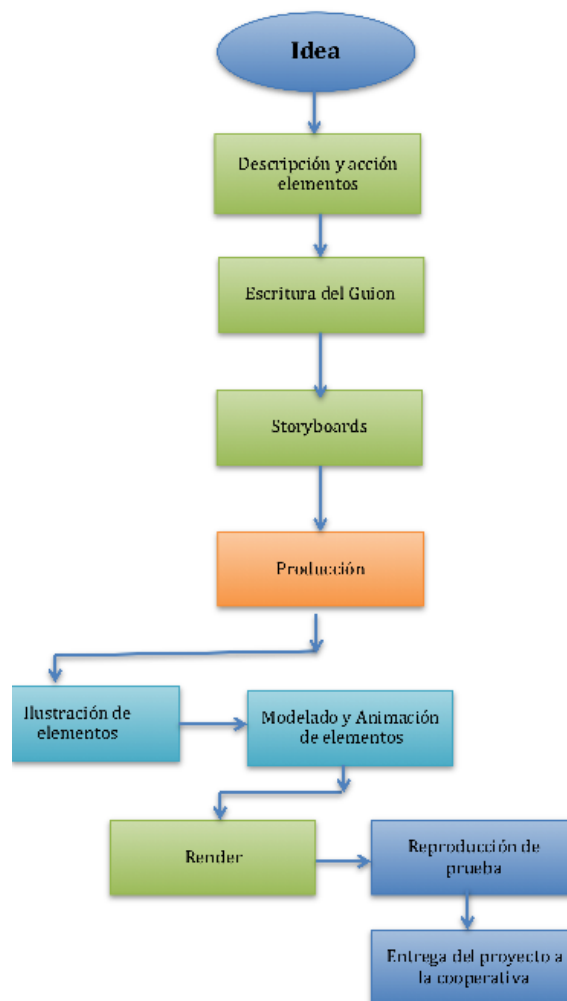 Idea
Descripción y acción
elementos
Escritura del Guion
Storyboards
Producción
Ilustración de
elementos
Modelado y Animación
de elementos
Render
Reproducción de
prueba
Entrega del proyecto a
la cooperativa